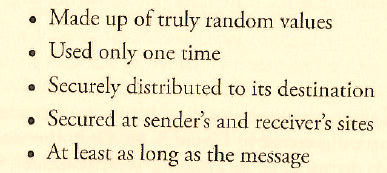 • Made up of truly random values
• Used only one time
• Securely distributed to its destination
• Secured at sender's and receiver's sites
• At least as long as the message